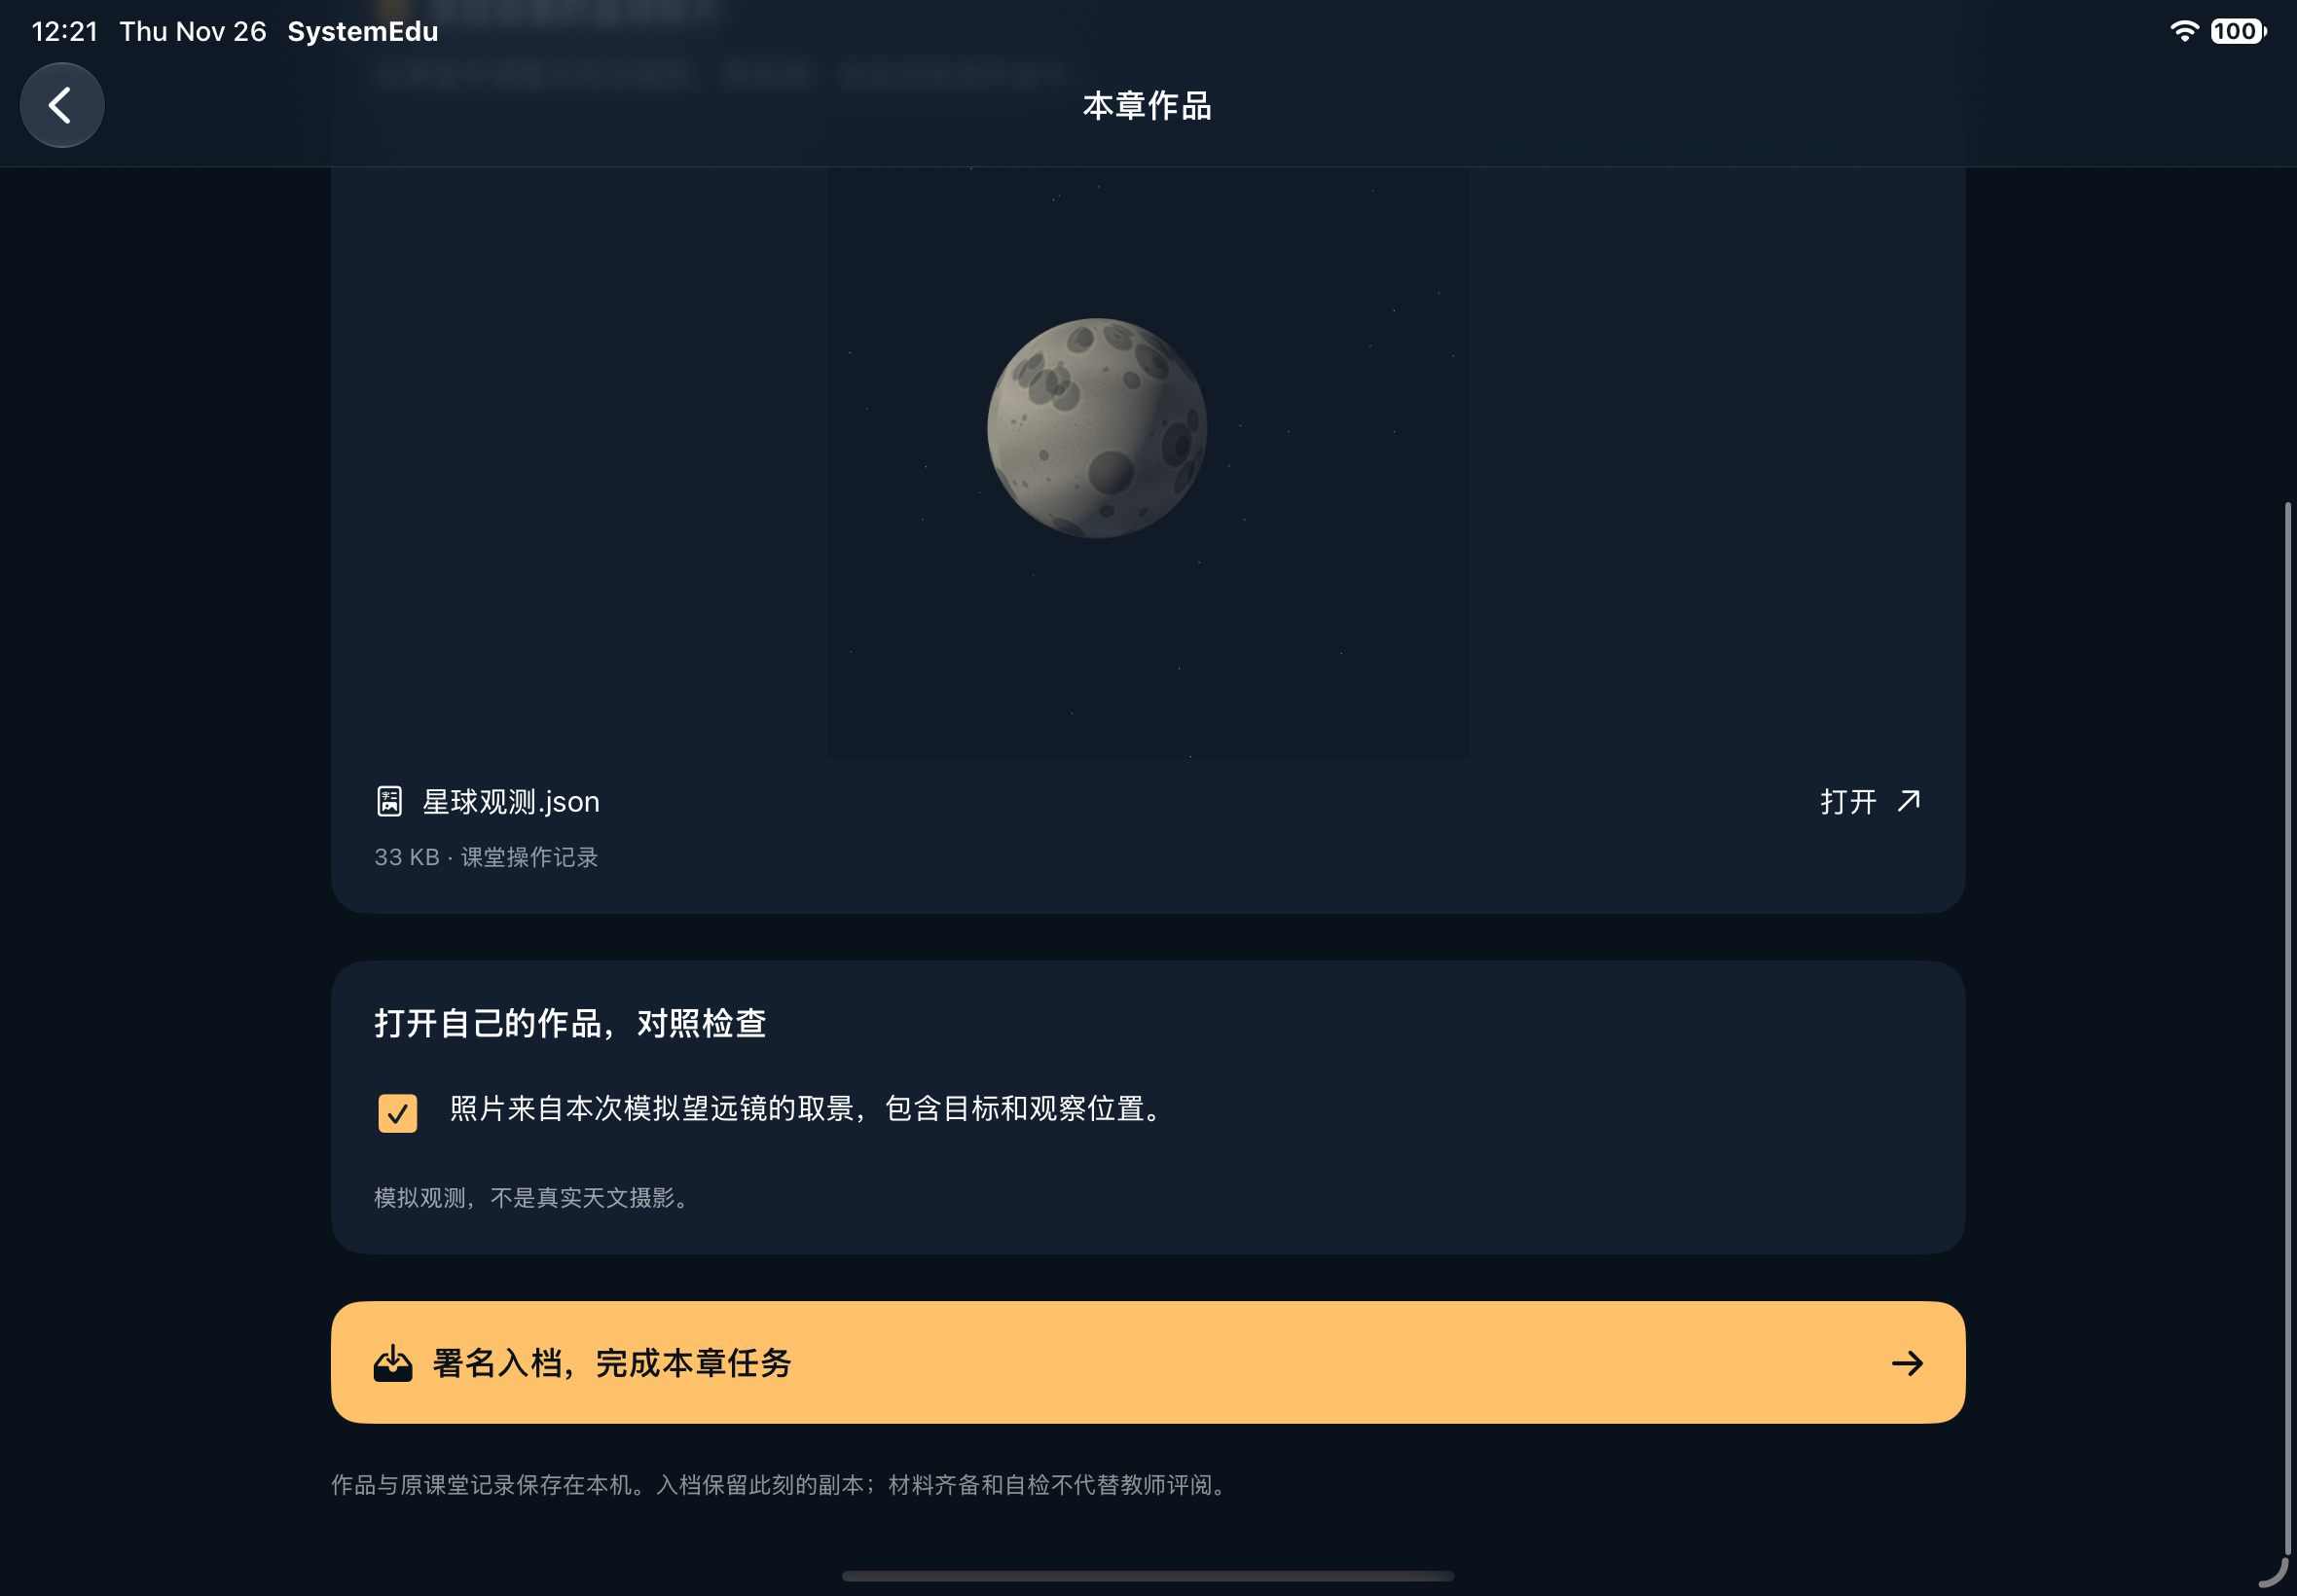 12:21 Thu Nov 26 SystemEdu 100
本章作品
星球观测.json 打开
33 KB · 课堂操作记录
打开自己的作品，对照检查
照片来自本次模拟望远镜的取景，包含目标和观察位置。
模拟观测，不是真实天文摄影。
署名入档，完成本章任务
作品与原课堂记录保存在本机。入档保留此刻的副本；材料齐备和自检不代替教师评阅。